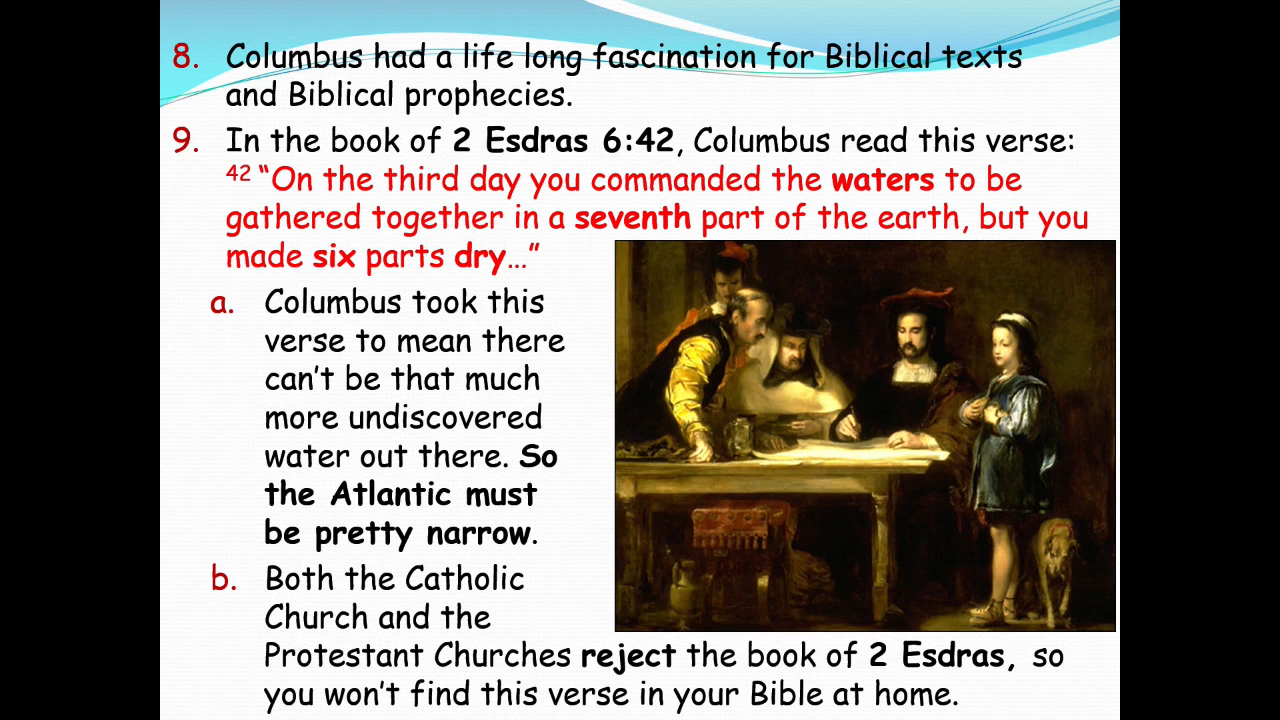 8. Columbus had a life long fascination for Biblical texts
and Biblical prophecies.
9. In the book of 2 Esdras 6:42, Columbus read this verse:
42 “On the third day you commanded the waters to be
gathered together in a seventh part of the earth, but you
made six parts dry…”
a. Columbus took this
verse to mean there
can’t be that much
more undiscovered
water out there. So
the Atlantic must
be pretty narrow.
b. Both the Catholic
Church and the
Protestant Churches reject the book of 2 Esdras, so
you won’t find this verse in your Bible at home.